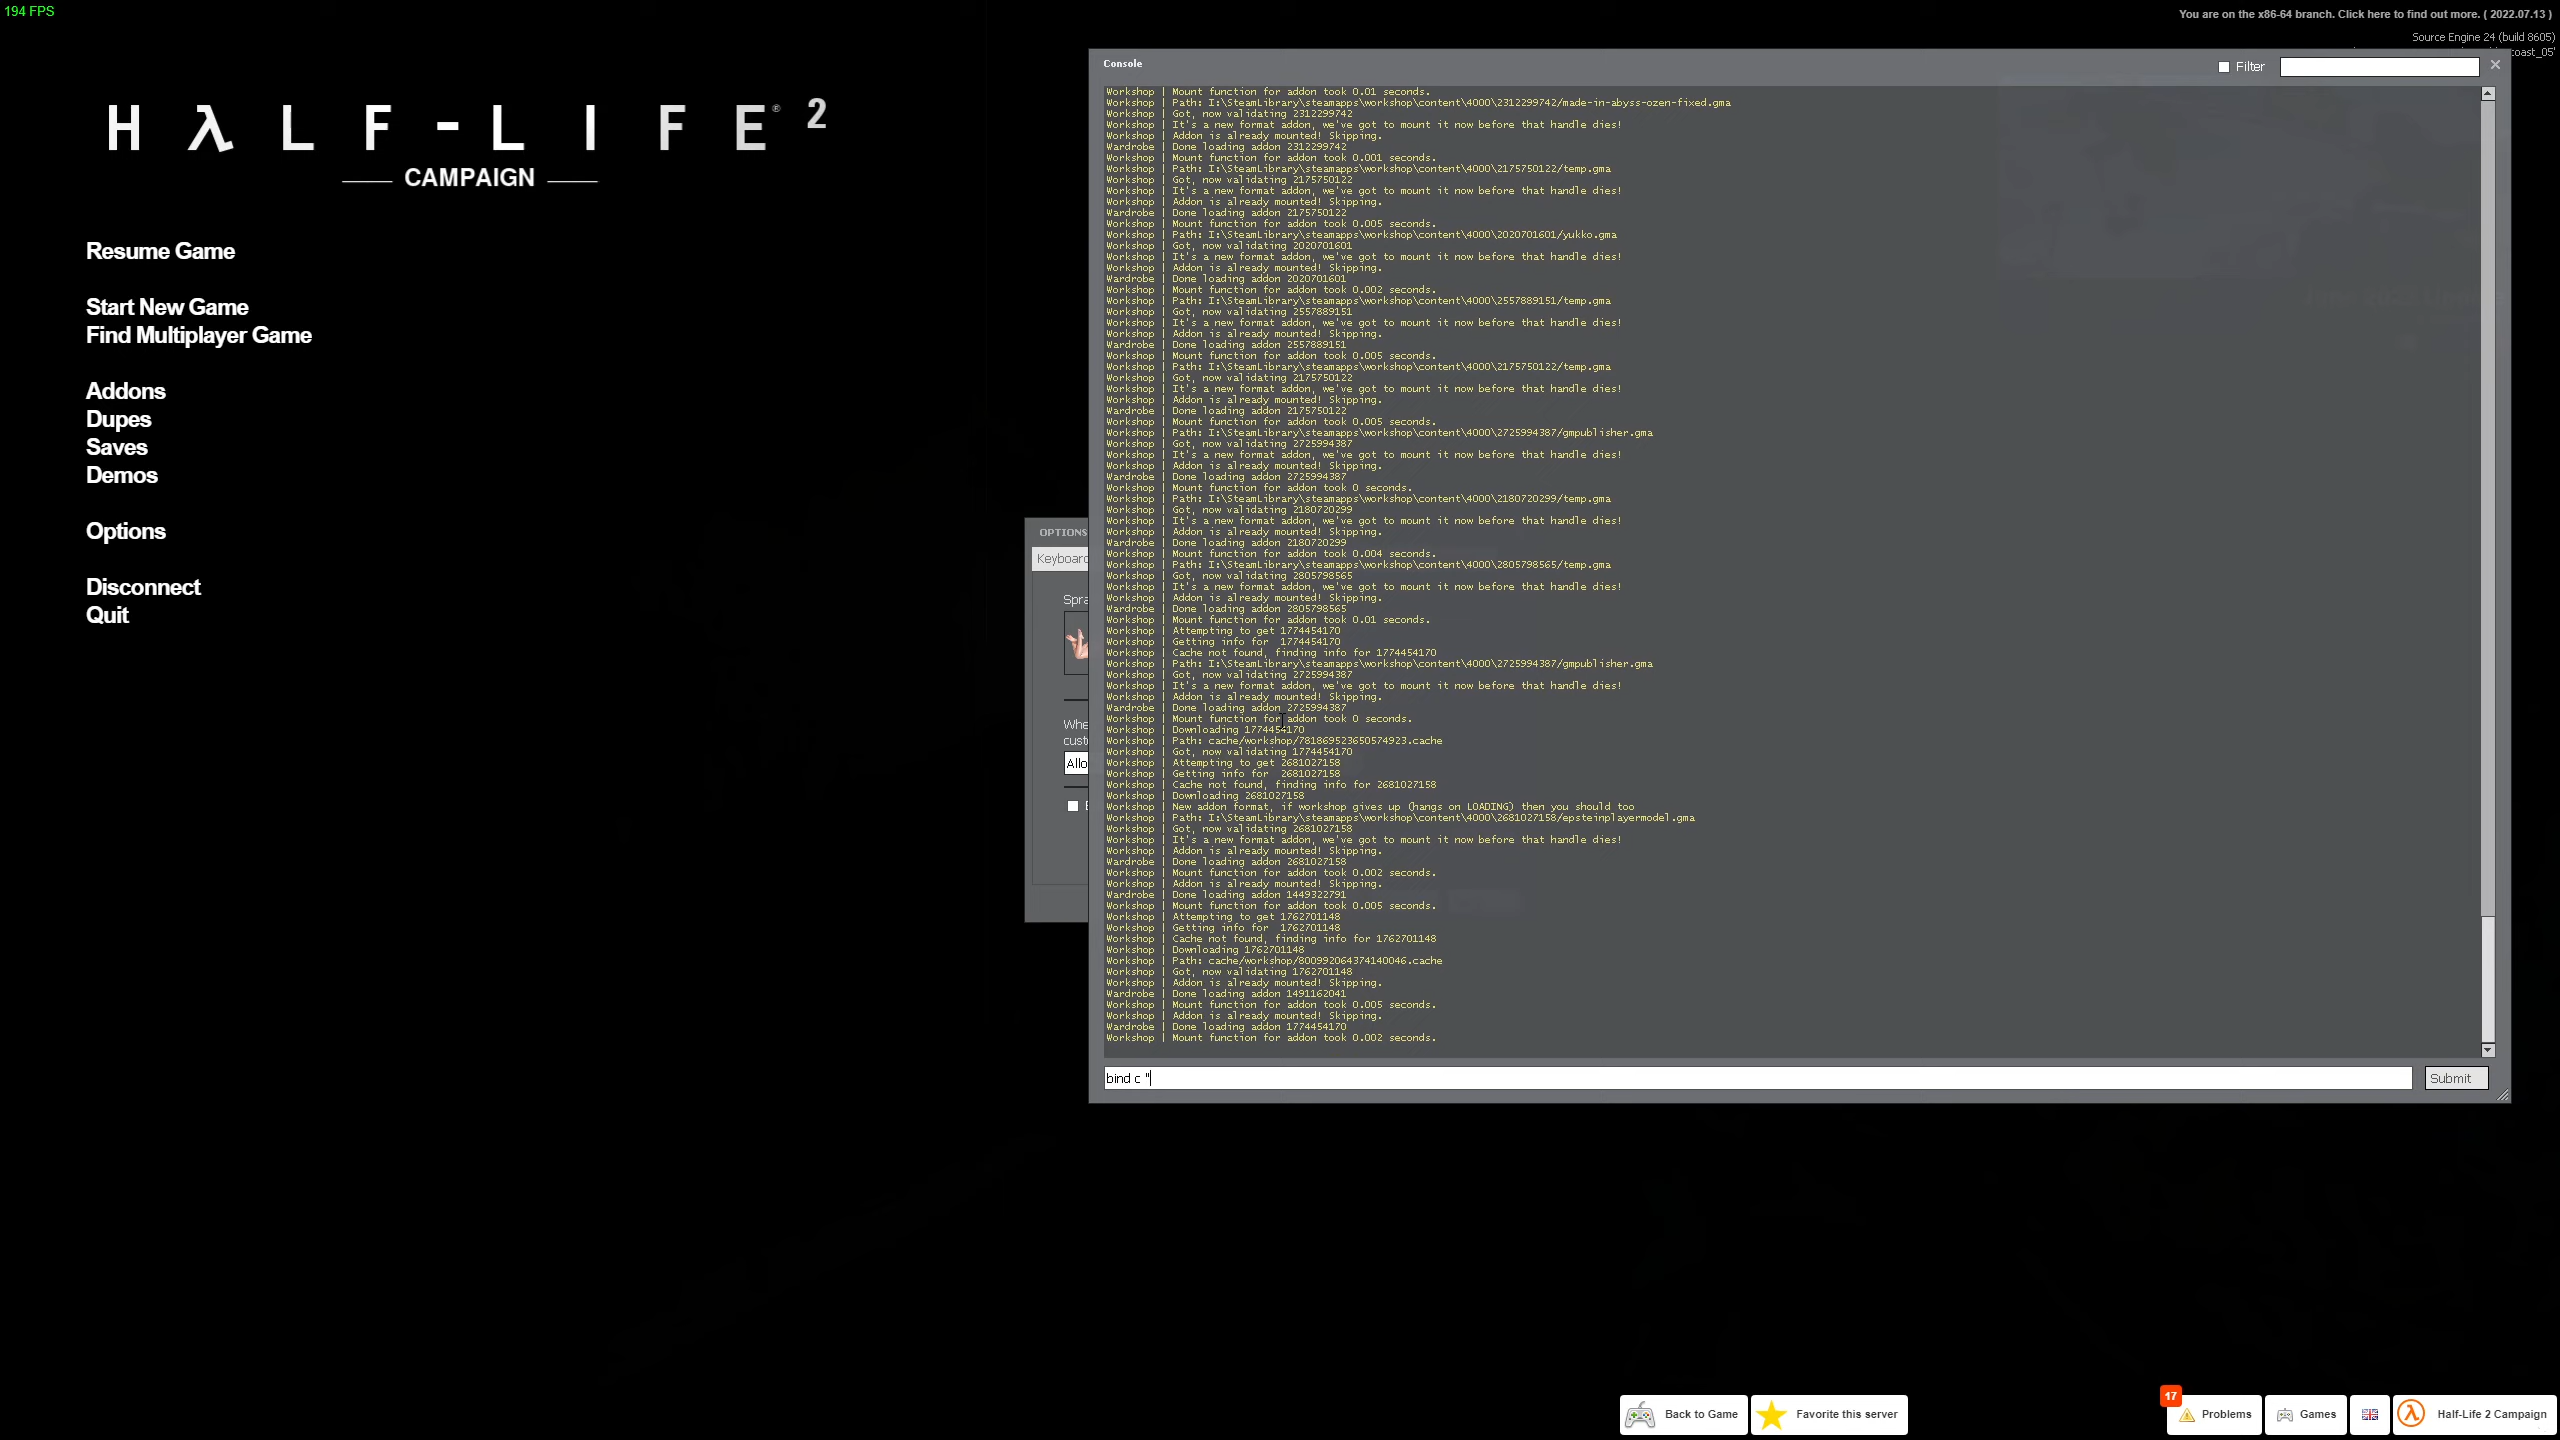 194 FPS
You are on the x86-64 branch. Click here to find out more. ( 2022.07.13 )
Source Engine 24 (build 8605)
coast_05'
HλLF-LIFE® 2
CAMPAIGN
Resume Game
Start New Game
Find Multiplayer Game
Addons
Dupes
Saves
Demos
Options
Disconnect
Quit
OPTIONS
Keyboard
Spra
Whe
cust
Allo
E
Console
Filter
Workshop | Mount function for addon took 0.01 seconds.
Workshop | Path: I:\SteamLibrary\steamapps\workshop\content\4000\2312299742/made-in-abyss-ozen-fixed.gma
Workshop | Got, now validating 2312299742
Workshop | It's a new format addon, we've got to mount it now before that handle dies!
Workshop | Addon is already mounted! Skipping.
Wardrobe | Done loading addon 2312299742
Workshop | Mount function for addon took 0.001 seconds.
Workshop | Path: I:\SteamLibrary\steamapps\workshop\content\4000\2175750122/temp.gma
Workshop | Got, now validating 2175750122
Workshop | It's a new format addon, we've got to mount it now before that handle dies!
Workshop | Addon is already mounted! Skipping.
Wardrobe | Done loading addon 2175750122
Workshop | Mount function for addon took 0.005 seconds.
Workshop | Path: I:\SteamLibrary\steamapps\workshop\content\4000\2020701601/yukko.gma
Workshop | Got, now validating 2020701601
Workshop | It's a new format addon, we've got to mount it now before that handle dies!
Workshop | Addon is already mounted! Skipping.
Wardrobe | Done loading addon 2020701601
Workshop | Mount function for addon took 0.002 seconds.
Workshop | Path: I:\SteamLibrary\steamapps\workshop\content\4000\2557889151/temp.gma
Workshop | Got, now validating 2557889151
Workshop | It's a new format addon, we've got to mount it now before that handle dies!
Workshop | Addon is already mounted! Skipping.
Wardrobe | Done loading addon 2557889151
Workshop | Mount function for addon took 0.005 seconds.
Workshop | Path: I:\SteamLibrary\steamapps\workshop\content\4000\2175750122/temp.gma
Workshop | Got, now validating 2175750122
Workshop | It's a new format addon, we've got to mount it now before that handle dies!
Workshop | Addon is already mounted! Skipping.
Wardrobe | Done loading addon 2175750122
Workshop | Mount function for addon took 0.005 seconds.
Workshop | Path: I:\SteamLibrary\steamapps\workshop\content\4000\2725994387/gmpublisher.gma
Workshop | Got, now validating 2725994387
Workshop | It's a new format addon, we've got to mount it now before that handle dies!
Workshop | Addon is already mounted! Skipping.
Wardrobe | Done loading addon 2725994387
Workshop | Mount function for addon took 0 seconds.
Workshop | Path: I:\SteamLibrary\steamapps\workshop\content\4000\2180720299/temp.gma
Workshop | Got, now validating 2180720299
Workshop | It's a new format addon, we've got to mount it now before that handle dies!
Workshop | Addon is already mounted! Skipping.
Wardrobe | Done loading addon 2180720299
Workshop | Mount function for addon took 0.004 seconds.
Workshop | Path: I:\SteamLibrary\steamapps\workshop\content\4000\2805798565/temp.gma
Workshop | Got, now validating 2805798565
Workshop | It's a new format addon, we've got to mount it now before that handle dies!
Workshop | Addon is already mounted! Skipping.
Wardrobe | Done loading addon 2805798565
Workshop | Mount function for addon took 0.01 seconds.
Workshop | Attempting to get 1774454170
Workshop | Getting info for  1774454170
Workshop | Cache not found, finding info for 1774454170
Workshop | Path: I:\SteamLibrary\steamapps\workshop\content\4000\2725994387/gmpublisher.gma
Workshop | Got, now validating 2725994387
Workshop | It's a new format addon, we've got to mount it now before that handle dies!
Workshop | Addon is already mounted! Skipping.
Wardrobe | Done loading addon 2725994387
Workshop | Mount function for addon took 0 seconds.
Workshop | Downloading 1774454170
Workshop | Path: cache/workshop/781869523650574923.cache
Workshop | Got, now validating 1774454170
Workshop | Attempting to get 2681027158
Workshop | Getting info for  2681027158
Workshop | Cache not found, finding info for 2681027158
Workshop | Downloading 2681027158
Workshop | New addon format, if workshop gives up (hangs on LOADING) then you should too
Workshop | Path: I:\SteamLibrary\steamapps\workshop\content\4000\2681027158/epsteinplayermodel.gma
Workshop | Got, now validating 2681027158
Workshop | It's a new format addon, we've got to mount it now before that handle dies!
Workshop | Addon is already mounted! Skipping.
Wardrobe | Done loading addon 2681027158
Workshop | Mount function for addon took 0.002 seconds.
Workshop | Addon is already mounted! Skipping.
Wardrobe | Done loading addon 1449322791
Workshop | Mount function for addon took 0.005 seconds.
Workshop | Attempting to get 1762701148
Workshop | Getting info for  1762701148
Workshop | Cache not found, finding info for 1762701148
Workshop | Downloading 1762701148
Workshop | Path: cache/workshop/800992064374140046.cache
Workshop | Got, now validating 1762701148
Workshop | Addon is already mounted! Skipping.
Wardrobe | Done loading addon 1491162041
Workshop | Mount function for addon took 0.005 seconds.
Workshop | Addon is already mounted! Skipping.
Wardrobe | Done loading addon 1774454170
Workshop | Mount function for addon took 0.002 seconds.
bind c "
Submit
Back to Game
Favorite this server
17
Problems
Games
Half-Life 2 Campaign